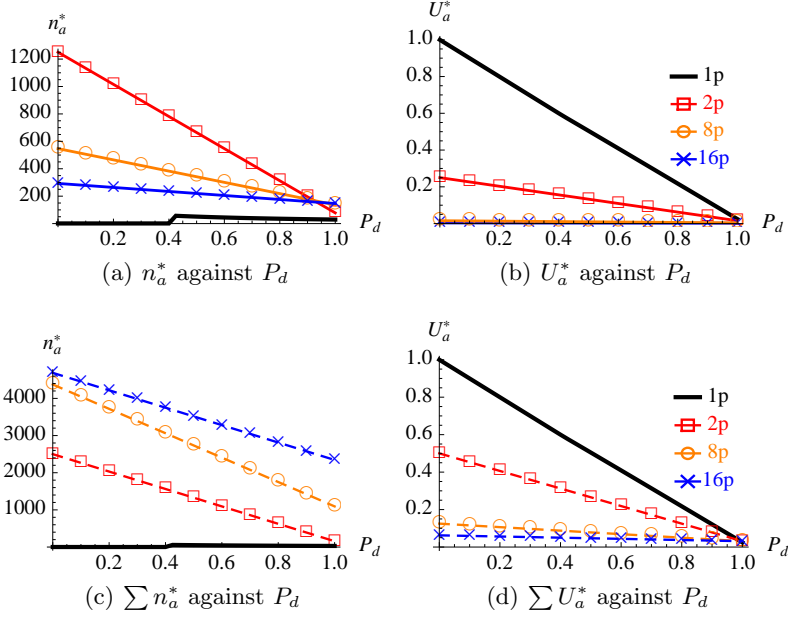 n*a
1200
1000
800
600
400
200
0.2 0.4 0.6 0.8 1.0
Pd
(a) n*a against Pd
U*a
1.0
0.8
0.6
0.4
0.2
1p
2p
8p
16p
0.2 0.4 0.6 0.8 1.0
Pd
(b) U*a against Pd
n*a
4000
3000
2000
1000
0.2 0.4 0.6 0.8 1.0
Pd
(c) ∑ n*a against Pd
U*a
1.0
0.8
0.6
0.4
0.2
1p
2p
8p
16p
0.2 0.4 0.6 0.8 1.0
Pd
(d) ∑ U*a against Pd